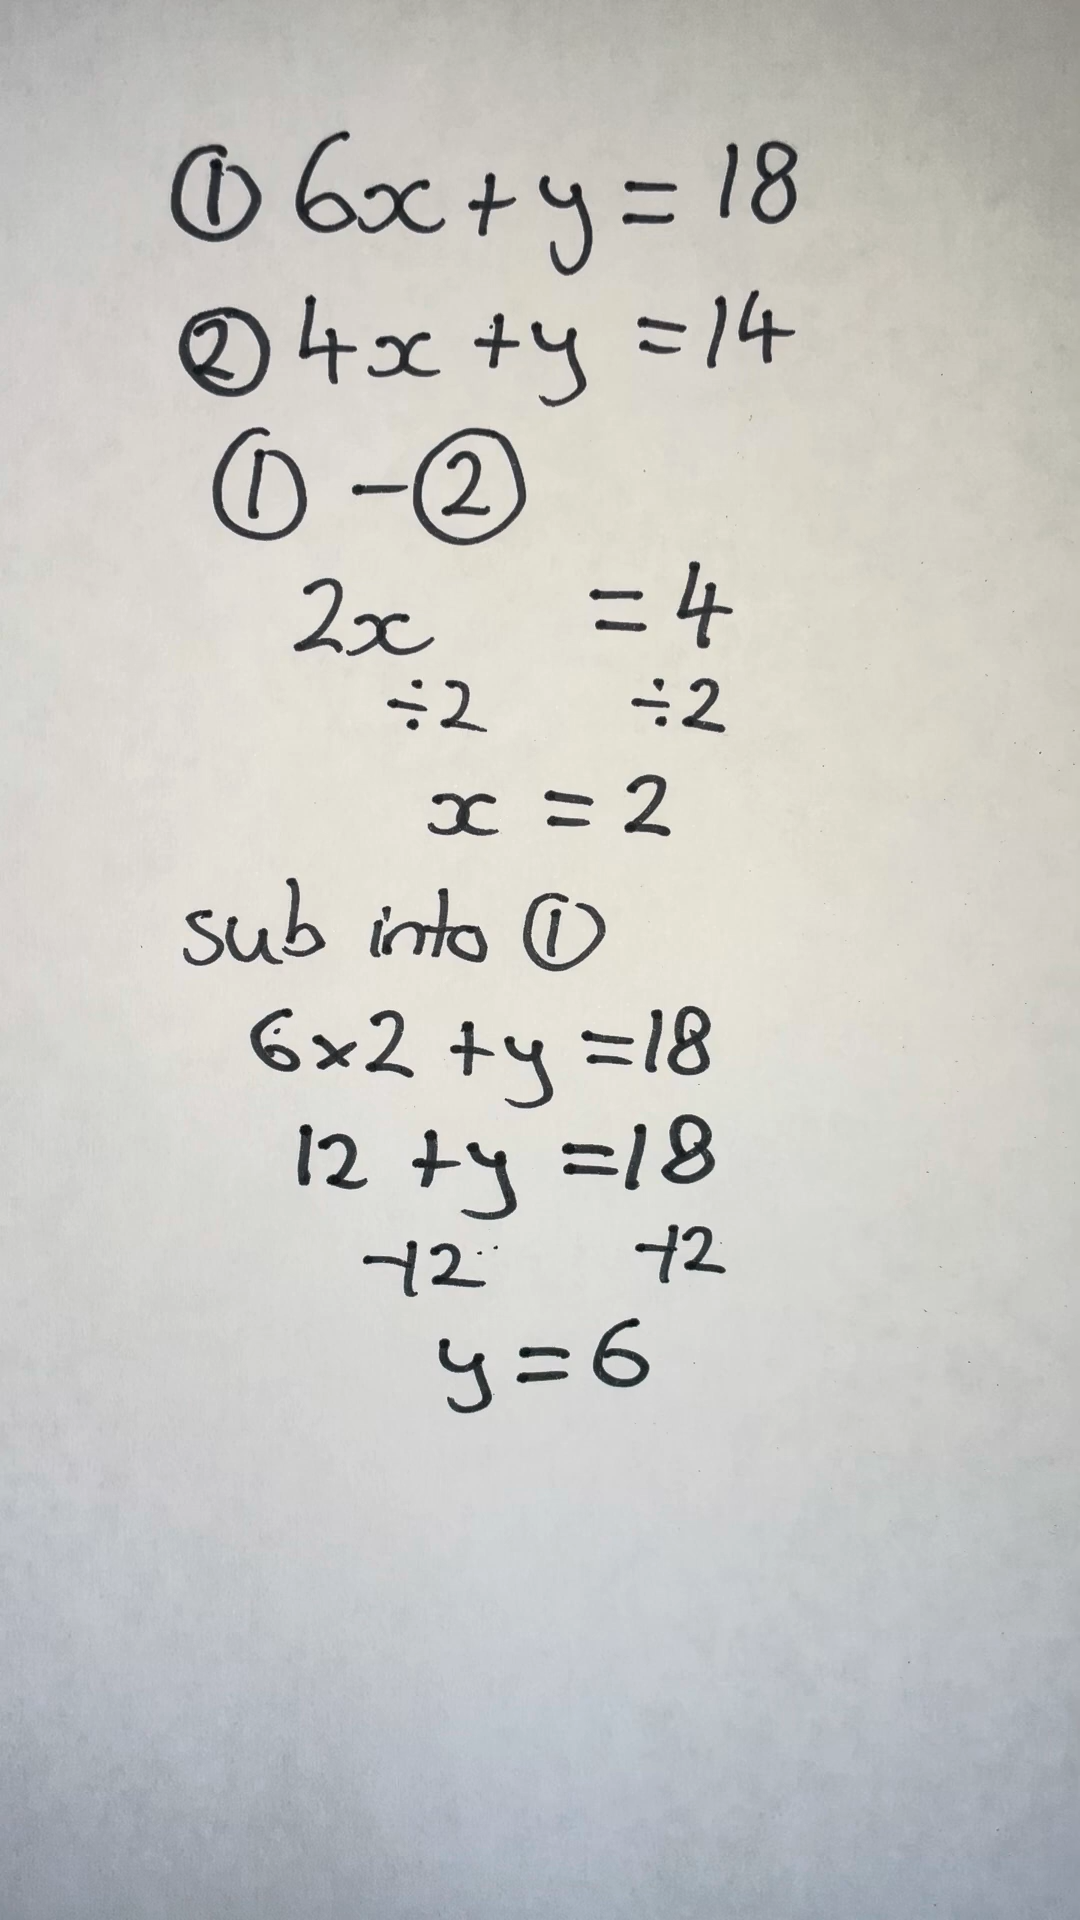 ① 6x + y = 18
② 4x + y = 14
① - ②
2x = 4
÷2 ÷2
x = 2
sub into ①
6×2 + y = 18
12 + y = 18
-12 -12
y = 6